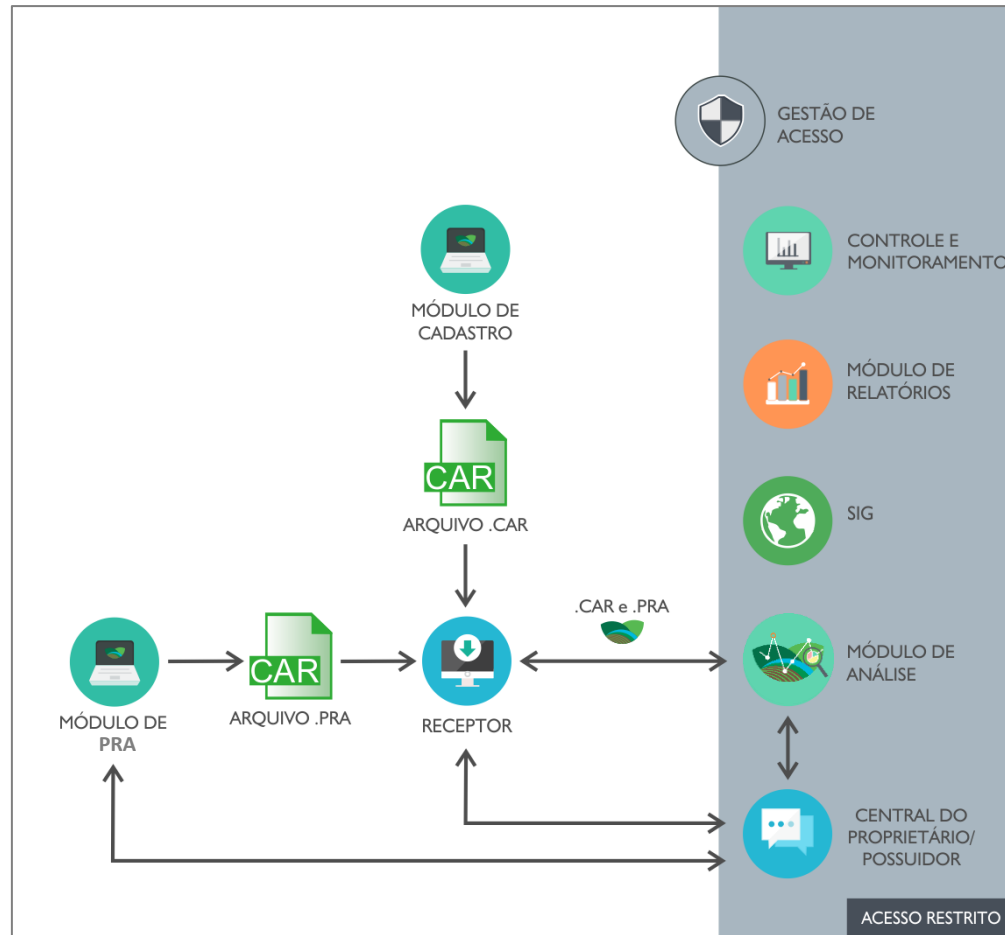 GESTÃO DE
ACESSO
CONTROLE E
MONITORAMENTO
MÓDULO DE
CADASTRO
MÓDULO DE
RELATÓRIOS
CAR
ARQUIVO .CAR
SIG
.CAR e .PRA
MÓDULO DE
ANÁLISE
CAR
ARQUIVO .PRA
MÓDULO DE
PRA
RECEPTOR
CENTRAL DO
PROPRIETÁRIO/
POSSUIDOR
ACESSO RESTRITO